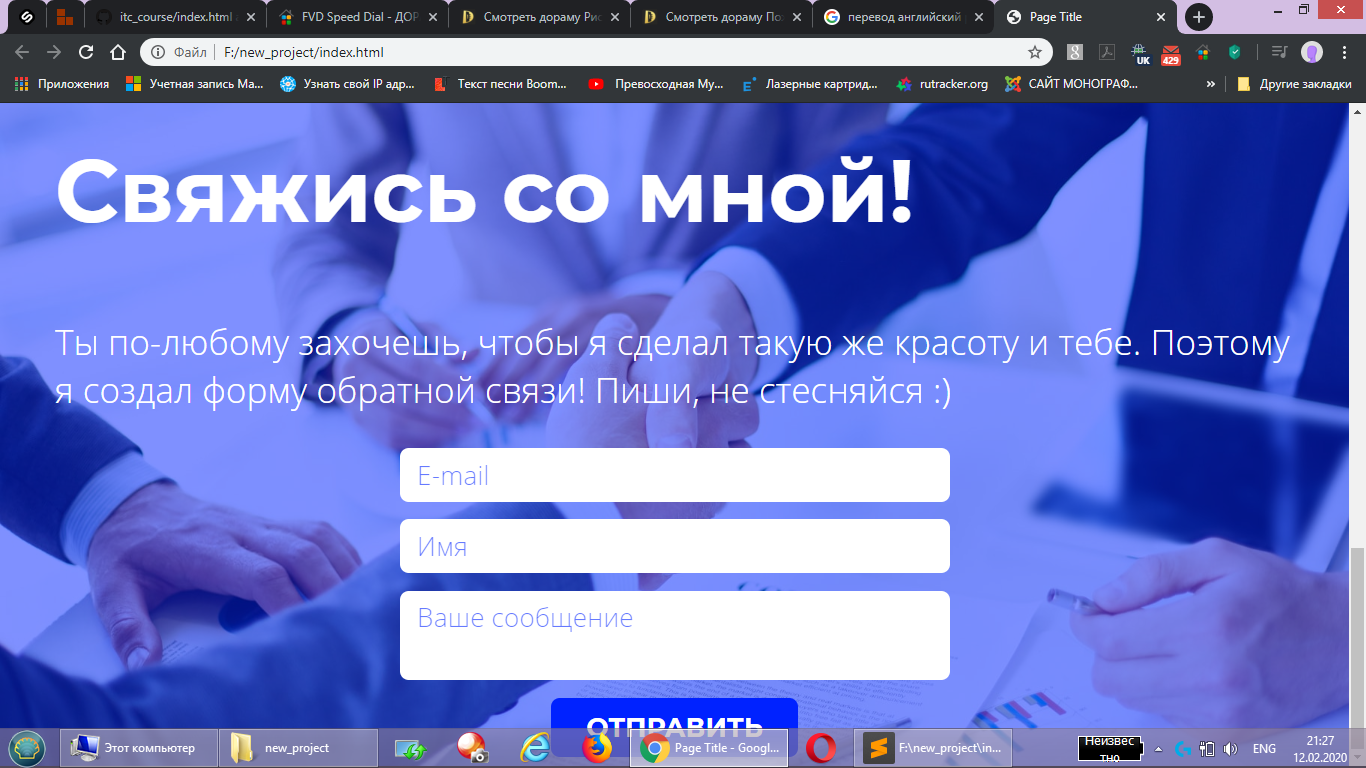 itc_course/index.html
FVD Speed Dial - ДОР
Смотреть дораму Рис
Смотреть дораму По
перевод английский
Page Title
Файл
F:/new_project/index.html
UK
429
Приложения
Учетная запись Ma...
Узнать свой IP адр...
Текст песни Boom...
Превосходная Му...
Лазерные картрид...
rutracker.org
САЙТ МОНОГРАФ...
»
Другие закладки
Свяжись со мной!
Ты по-любому захочешь, чтобы я сделал такую же красоту и тебе. Поэтому
я создал форму обратной связи! Пиши, не стесняйся :)
E-mail
Имя
Ваше сообщение
ОТПРАВИТЬ
Этот компьютер
new_project
Page Title - Googl...
F:\new_project\in...
Неизвес
тно
ENG
21:27
12.02.2020